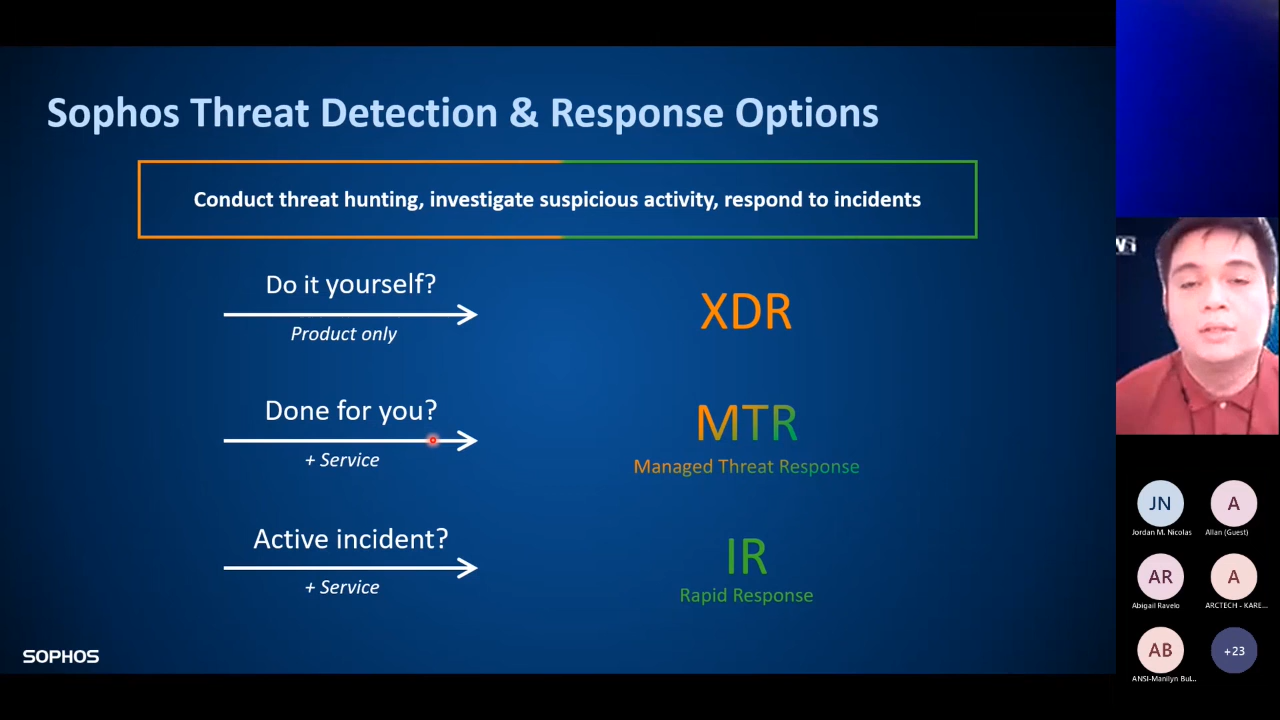 Sophos Threat Detection & Response Options
Conduct threat hunting, investigate suspicious activity, respond to incidents
Do it yourself?
Product only
XDR
Done for you?
+ Service
MTR
Managed Threat Response
Active incident?
+ Service
IR
Rapid Response
SOPHOS
JN
Jordan M. Nicolas
A
Allan (Guest)
AR
Abigail Ravelo
A
ARCTECH - KARE...
AB
ANSI-Manilyn Bul...
+23